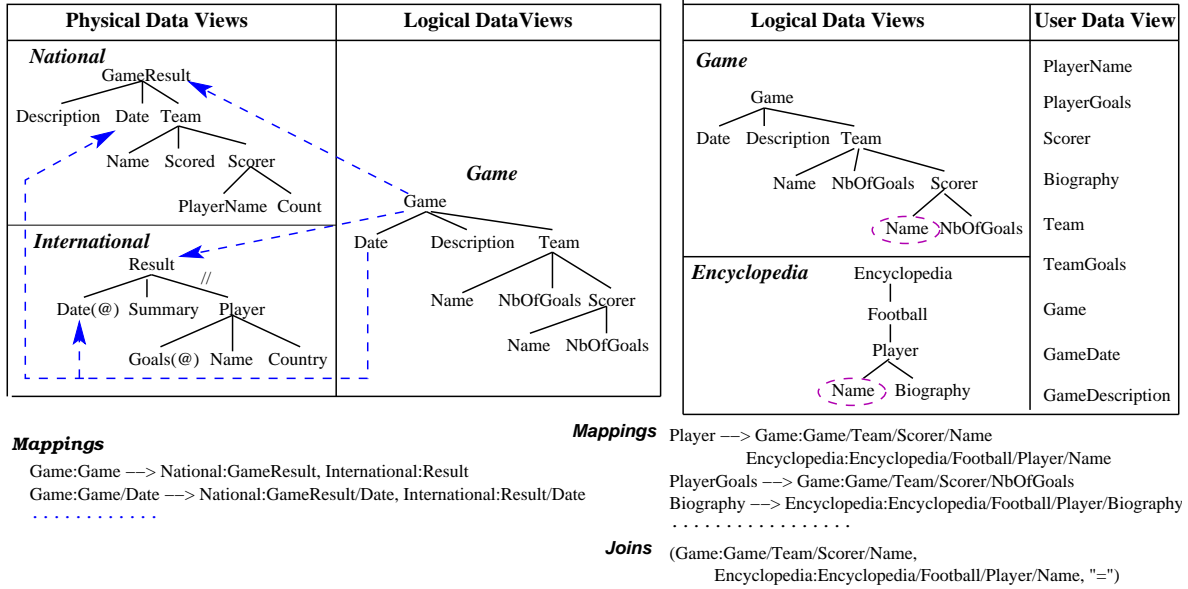 Physical Data Views
Logical DataViews
National
GameResult
Description Date Team
Name Scored Scorer
PlayerName Count
International
Result
//
Date(@) Summary Player
Goals(@) Name Country
Game
Game
Date Description Team
Name NbOfGoals Scorer
Name NbOfGoals
Mappings
Game:Game −−> National:GameResult, International:Result
Game:Game/Date −−> National:GameResult/Date, International:Result/Date
. . . . . . . . . . . .
Logical Data Views
User Data View
Game
Game
Date Description Team
Name NbOfGoals Scorer
Name NbOfGoals
Encyclopedia
Encyclopedia
Football
Player
Name Biography
PlayerName
PlayerGoals
Scorer
Biography
Team
TeamGoals
Game
GameDate
GameDescription
Mappings
Player −−> Game:Game/Team/Scorer/Name
Encyclopedia:Encyclopedia/Football/Player/Name
PlayerGoals −−> Game:Game/Team/Scorer/NbOfGoals
Biography −−> Encyclopedia:Encyclopedia/Football/Player/Biography
. . . . . . . . . . . . . . . . .
Joins
(Game:Game/Team/Scorer/Name,
Encyclopedia:Encyclopedia/Football/Player/Name, "=")